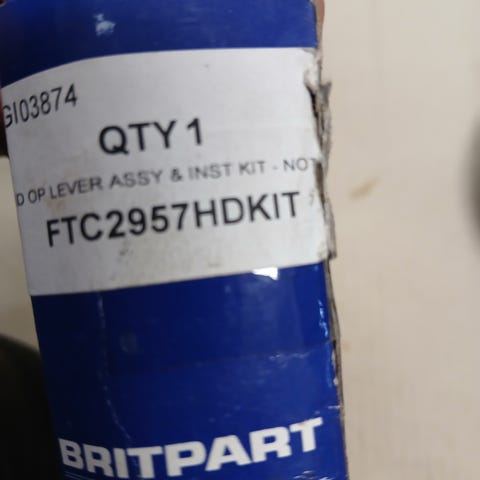 GI03874
QTY 1
D OP LEVER ASSY & INST KIT - NOT
FTC2957HDKIT
BRITPART